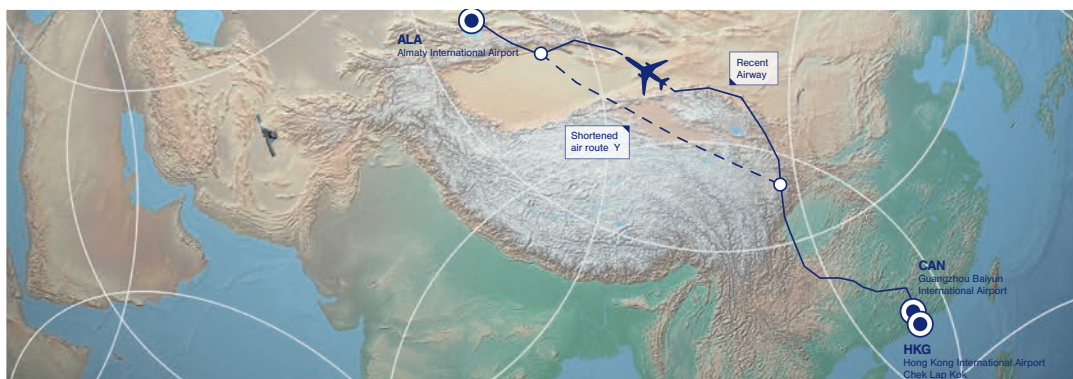 ALA
Almaty International Airport
Recent
Airway
Shortened
air route Y
CAN
Guangzhou Baiyun
International Airport
HKG
Hong Kong International Airport
Chek Lap Kok